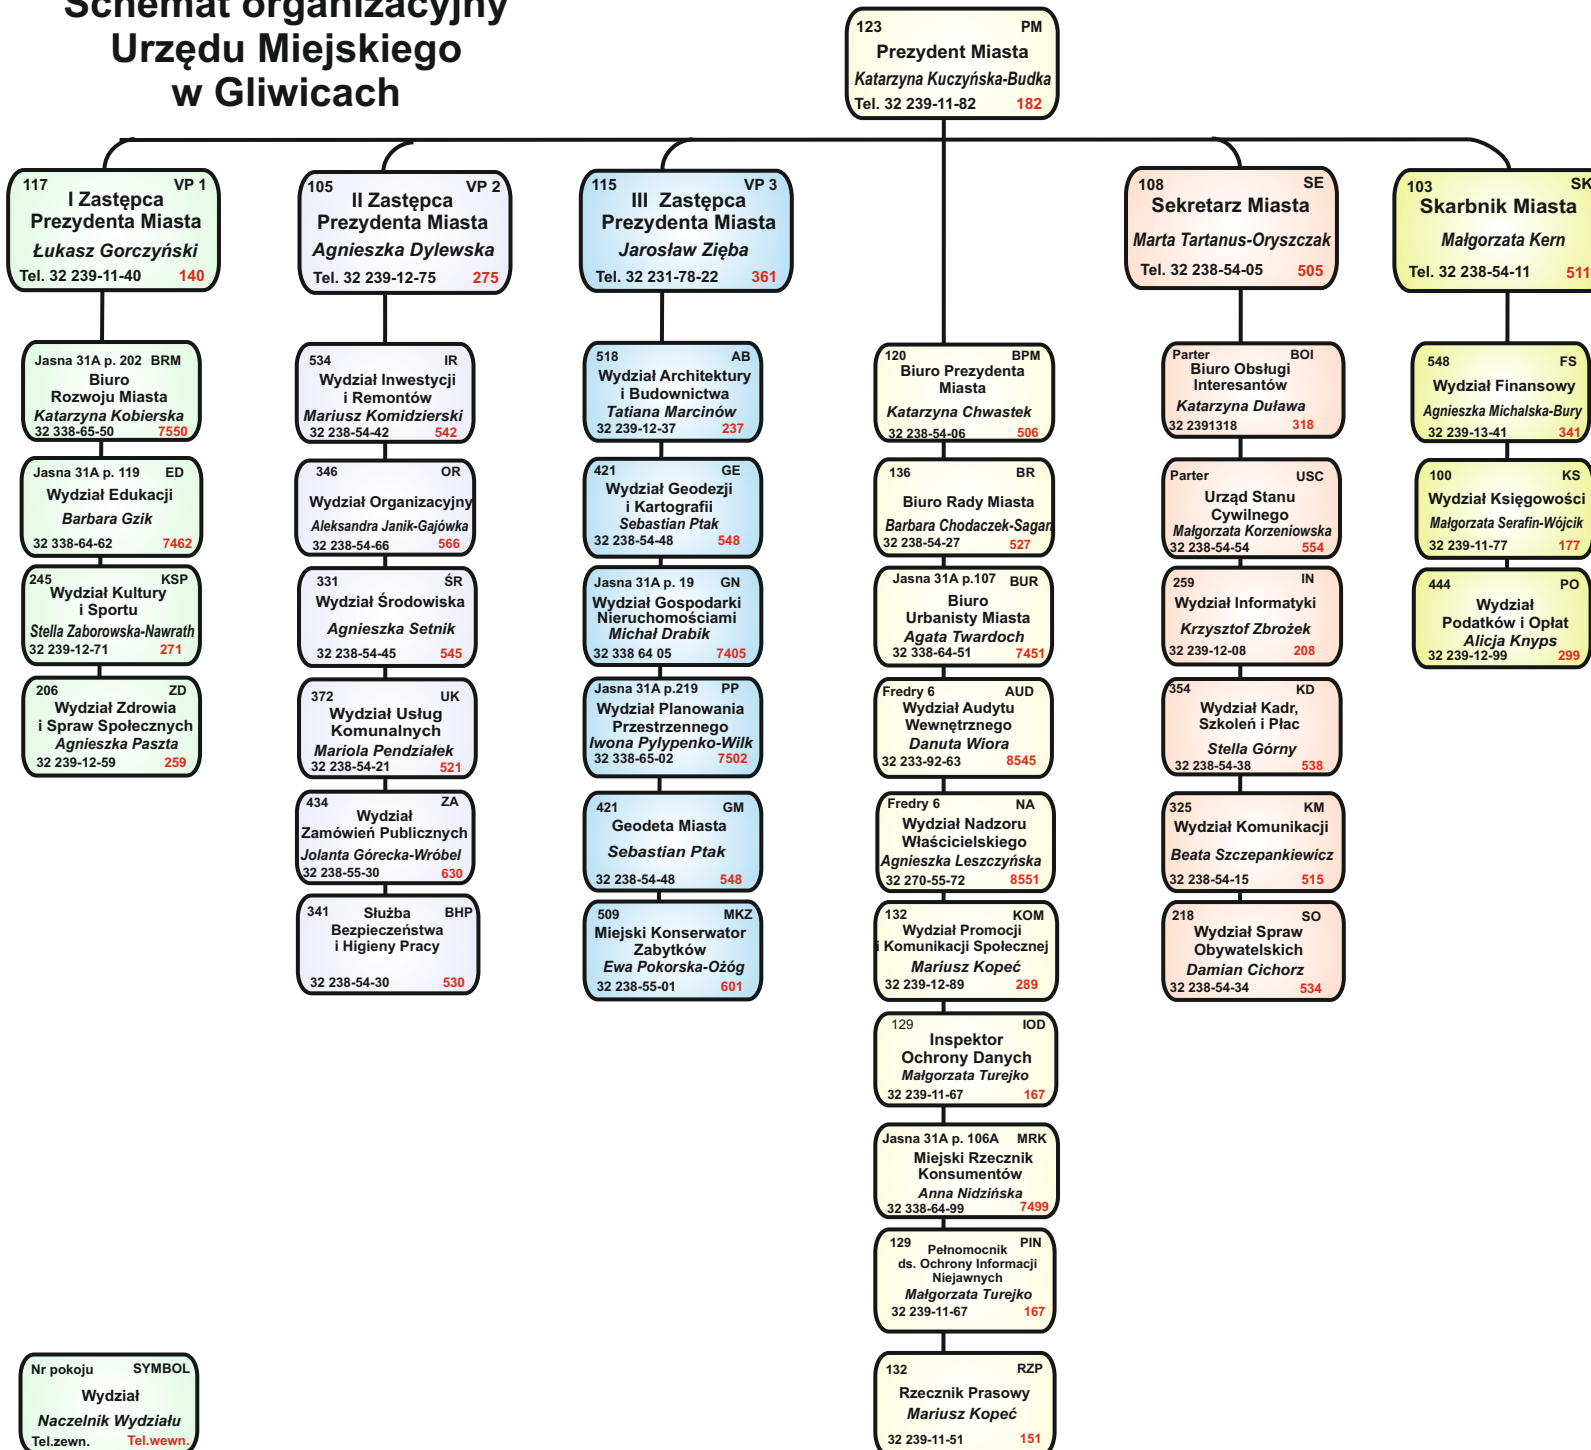 Schemat organizacyjny
Urzędu Miejskiego
w Gliwicach
123 PM
Prezydent Miasta
Katarzyna Kuczyńska-Budka
Tel. 32 239-11-82 182
117 VP 1
I Zastępca
Prezydenta Miasta
Łukasz Gorczyński
Tel. 32 239-11-40 140
105 VP 2
II Zastępca
Prezydenta Miasta
Agnieszka Dylewska
Tel. 32 239-12-75 275
115 VP 3
III Zastępca
Prezydenta Miasta
Jarosław Zięba
Tel. 32 231-78-22 361
108 SE
Sekretarz Miasta
Marta Tartanus-Oryszczak
Tel. 32 238-54-05 505
103 SK
Skarbnik Miasta
Małgorzata Kern
Tel. 32 238-54-11 511
Jasna 31A p. 202 BRM
Biuro
Rozwoju Miasta
Katarzyna Kobierska
32 338-65-50 7550
Jasna 31A p. 119 ED
Wydział Edukacji
Barbara Gzik
32 338-64-62 7462
245 KSP
Wydział Kultury
i Sportu
Stella Zaborowska-Nawrath
32 239-12-71 271
206 ZD
Wydział Zdrowia
i Spraw Społecznych
Agnieszka Paszta
32 239-12-59 259
534 IR
Wydział Inwestycji
i Remontów
Mariusz Komidzierski
32 238-54-42 542
346 OR
Wydział Organizacyjny
Aleksandra Janik-Gajówka
32 238-54-66 566
331 ŚR
Wydział Środowiska
Agnieszka Setnik
32 238-54-45 545
372 UK
Wydział Usług
Komunalnych
Mariola Pendziałek
32 238-54-21 521
434 ZA
Wydział
Zamówień Publicznych
Jolanta Górecka-Wróbel
32 238-55-30 630
341 Służba BHP
Bezpieczeństwa
i Higieny Pracy
32 238-54-30 530
518 AB
Wydział Architektury
i Budownictwa
Tatiana Marcinów
32 239-12-37 237
421 GE
Wydział Geodezji
i Kartografii
Sebastian Ptak
32 238-54-48 548
Jasna 31A p. 19 GN
Wydział Gospodarki
Nieruchomościami
Michał Drabik
32 338 64 05 7405
Jasna 31A p.219 PP
Wydział Planowania
Przestrzennego
Iwona Pylypenko-Wilk
32 338-65-02 7502
421 GM
Geodeta Miasta
Sebastian Ptak
32 238-54-48 548
509 MKZ
Miejski Konserwator
Zabytków
Ewa Pokorska-Ożóg
32 238-55-01 601
120 BPM
Biuro Prezydenta
Miasta
Katarzyna Chwastek
32 238-54-06 506
136 BR
Biuro Rady Miasta
Barbara Chodaczek-Sagan
32 238-54-27 527
Jasna 31A p.107 BUR
Biuro
Urbanisty Miasta
Agata Twardoch
32 338-64-51 7451
Fredry 6 AUD
Wydział Audytu
Wewnętrznego
Danuta Wiora
32 233-92-63 8545
Fredry 6 NA
Wydział Nadzoru
Właścicielskiego
Agnieszka Leszczyńska
32 270-55-72 8551
132 KOM
Wydział Promocji
i Komunikacji Społecznej
Mariusz Kopeć
32 239-12-89 289
129 IOD
Inspektor
Ochrony Danych
Małgorzata Turejko
32 239-11-67 167
Jasna 31A p. 106A MRK
Miejski Rzecznik
Konsumentów
Anna Nidzińska
32 338-64-99 7499
129 PIN
Pełnomocnik
ds. Ochrony Informacji
Niejawnych
Małgorzata Turejko
32 239-11-67 167
132 RZP
Rzecznik Prasowy
Mariusz Kopeć
32 239-11-51 151
Parter BOI
Biuro Obsługi
Interesantów
Katarzyna Duława
32 2391318 318
Parter USC
Urząd Stanu
Cywilnego
Małgorzata Korzeniowska
32 238-54-54 554
259 IN
Wydział Informatyki
Krzysztof Zbrożek
32 239-12-08 208
354 KD
Wydział Kadr,
Szkoleń i Płac
Stella Górny
32 238-54-38 538
325 KM
Wydział Komunikacji
Beata Szczepankiewicz
32 238-54-15 515
218 SO
Wydział Spraw
Obywatelskich
Damian Cichorz
32 238-54-34 534
548 FS
Wydział Finansowy
Agnieszka Michalska-Bury
32 239-13-41 341
100 KS
Wydział Księgowości
Małgorzata Serafin-Wójcik
32 239-11-77 177
444 PO
Wydział
Podatków i Opłat
Alicja Knyps
32 239-12-99 299
Nr pokoju SYMBOL
Wydział
Naczelnik Wydziału
Tel.zewn. Tel.wewn.